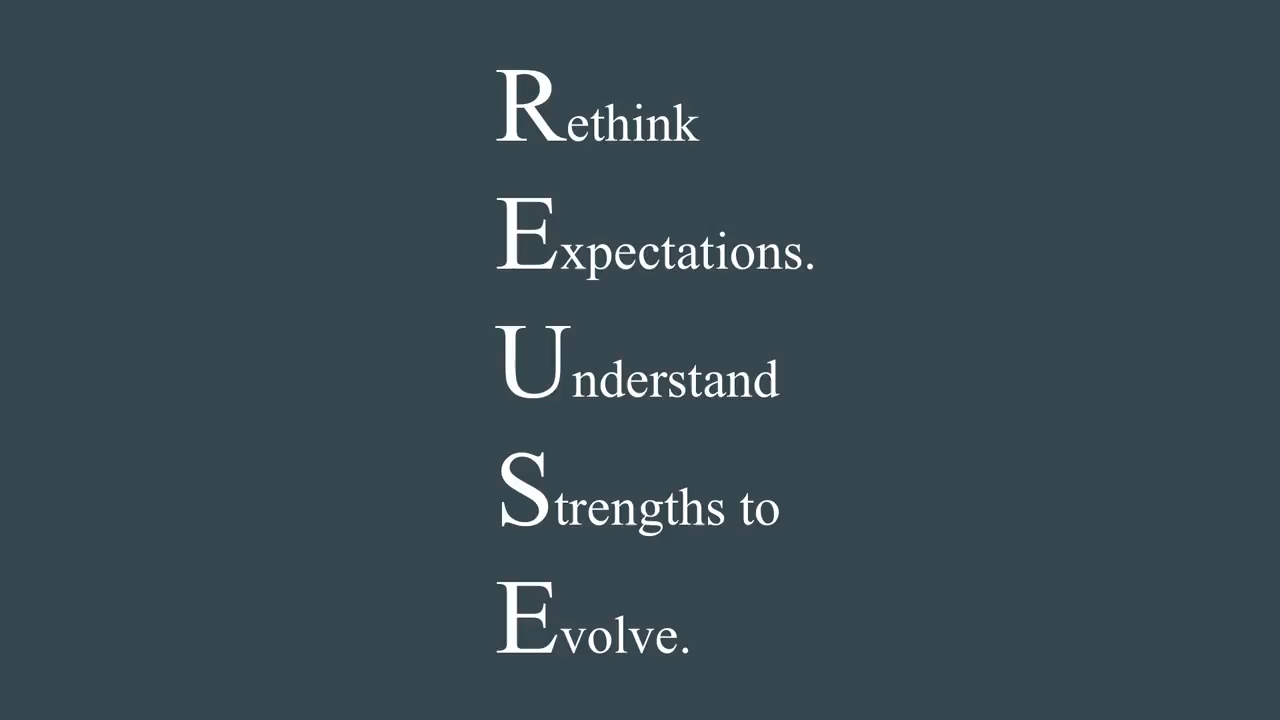 Rethink
Expectations.
Understand
Strengths to
Evolve.